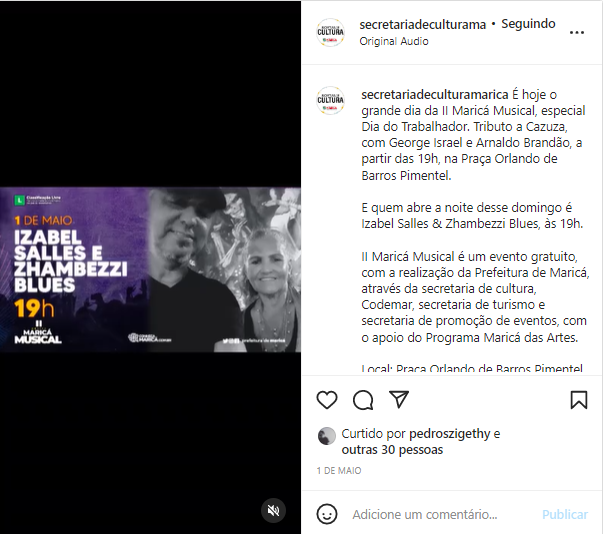 secretariadeculturama • Seguindo
Original Audio
secretariadeculturamarica É hoje o
grande dia da II Maricá Musical, especial
Dia do Trabalhador. Tributo a Cazuza,
com George Israel e Arnaldo Brandão, a
partir das 19h, na Praça Orlando de
Barros Pimentel.
E quem abre a noite desse domingo é
Izabel Salles & Zhambezzi Blues, às 19h.
II Maricá Musical é um evento gratuito,
com a realização da Prefeitura de Maricá,
através da secretaria de cultura,
Codemar, secretaria de turismo e
secretaria de promoção de eventos, com
o apoio do Programa Maricá das Artes.
Local: Praça Orlando de Barros Pimentel
Curtido por pedroszigethy e
outras 30 pessoas
1 DE MAIO
Adicione um comentário... Publicar
L Classificação Livre
1 DE MAIO
IZABEL
SALLES E
ZHAMBEZZI
BLUES
19h
II
MARICÁ
MUSICAL
prefeitura de maricá
CULTURA
CULTURA